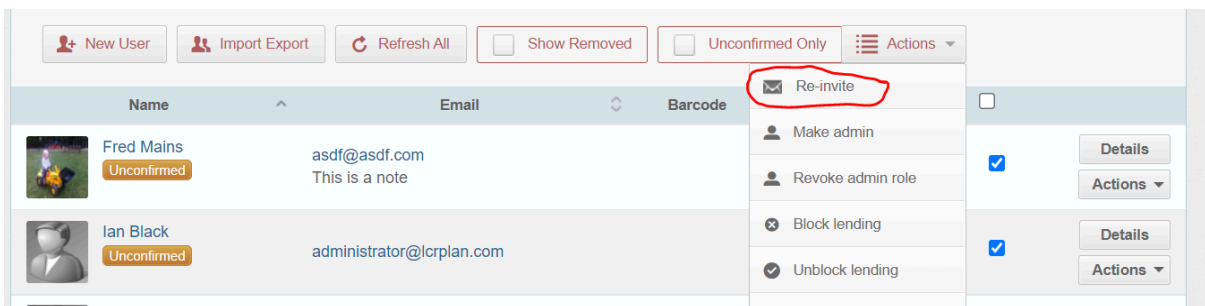 New User
Import Export
Refresh All
Show Removed
Unconfirmed Only
Actions
Re-invite
Name
Email
Barcode
Make admin
Fred Mains
asdf@asdf.com
Details
Unconfirmed
This is a note
Revoke admin role
Actions
Ian Black
Block lending
Details
Unconfirmed
administrator@lcrplan.com
Unblock lending
Actions